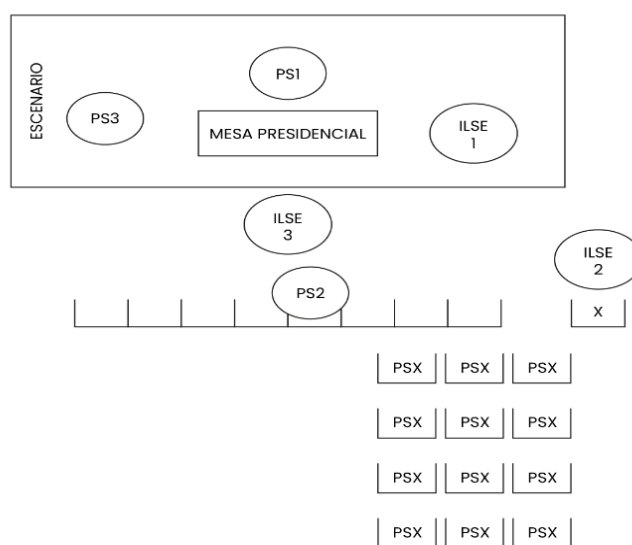 ESCENARIO
PS1
PS3
MESA PRESIDENCIAL
ILSE
1
ILSE
3
ILSE
2
PS2
X
PSX PSX PSX
PSX PSX PSX
PSX PSX PSX
PSX PSX PSX